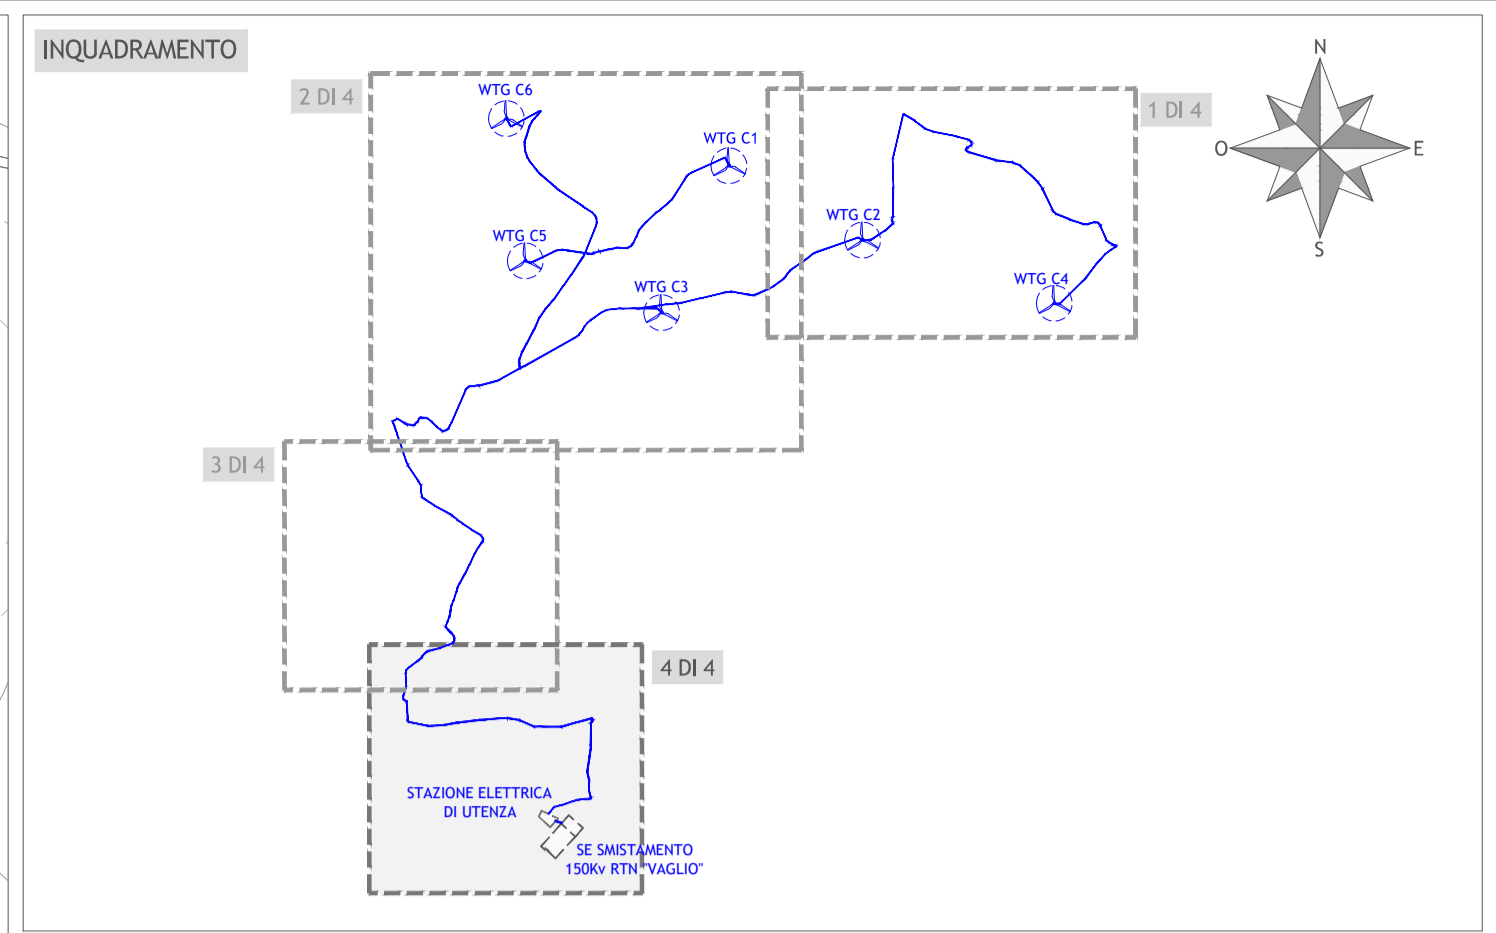 INQUADRAMENTO
N
2 DI 4
WTG C6
1 DI 4
WTG C1
O
E
WTG C2
WTG C5
S
WTG C4
WTG C3
3 DI 4
4 DI 4
STAZIONE ELETTRICA
DI UTENZA
SE SMISTAMENTO
150Kv RTN "VAGLIO"